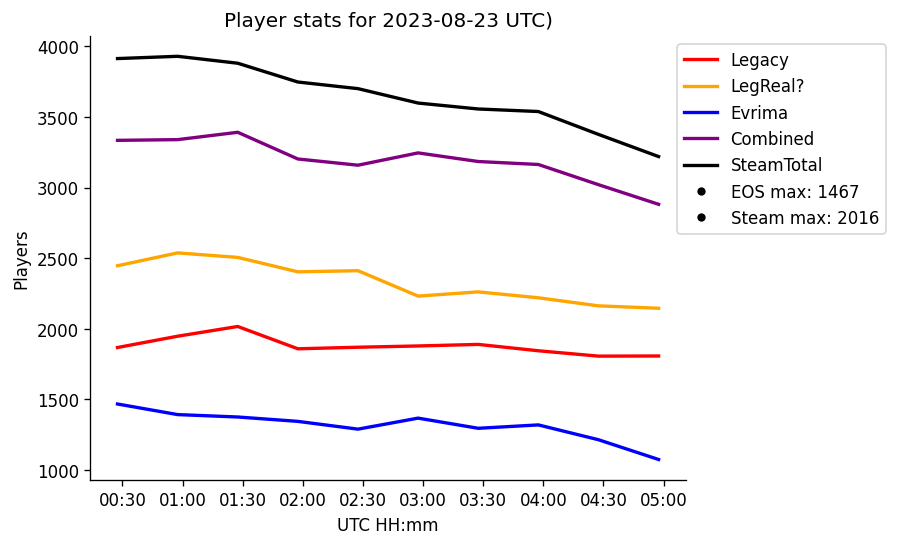 Player stats for 2023-08-23 UTC)
4000
3500
3000
2500
2000
1500
1000
Players
00:30 01:00 01:30 02:00 02:30 03:00 03:30 04:00 04:30 05:00
UTC HH:mm
Legacy
LegReal?
Evrima
Combined
SteamTotal
EOS max: 1467
Steam max: 2016